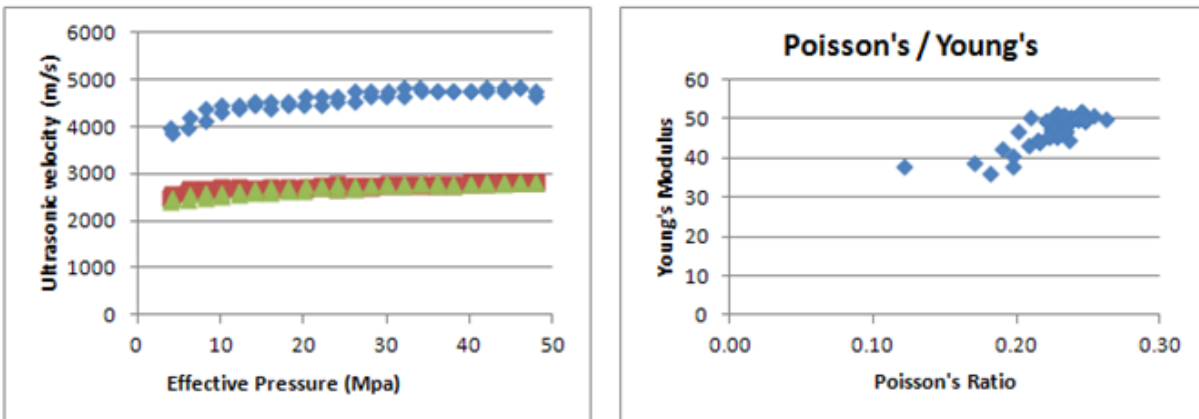 6000
5000
4000
3000
2000
1000
0
Ultrasonic velocity (m/s)
0 10 20 30 40 50
Effective Pressure (Mpa)
Poisson's / Young's
60
50
40
30
20
10
0
Young's Modulus
0.00 0.10 0.20 0.30
Poisson's Ratio